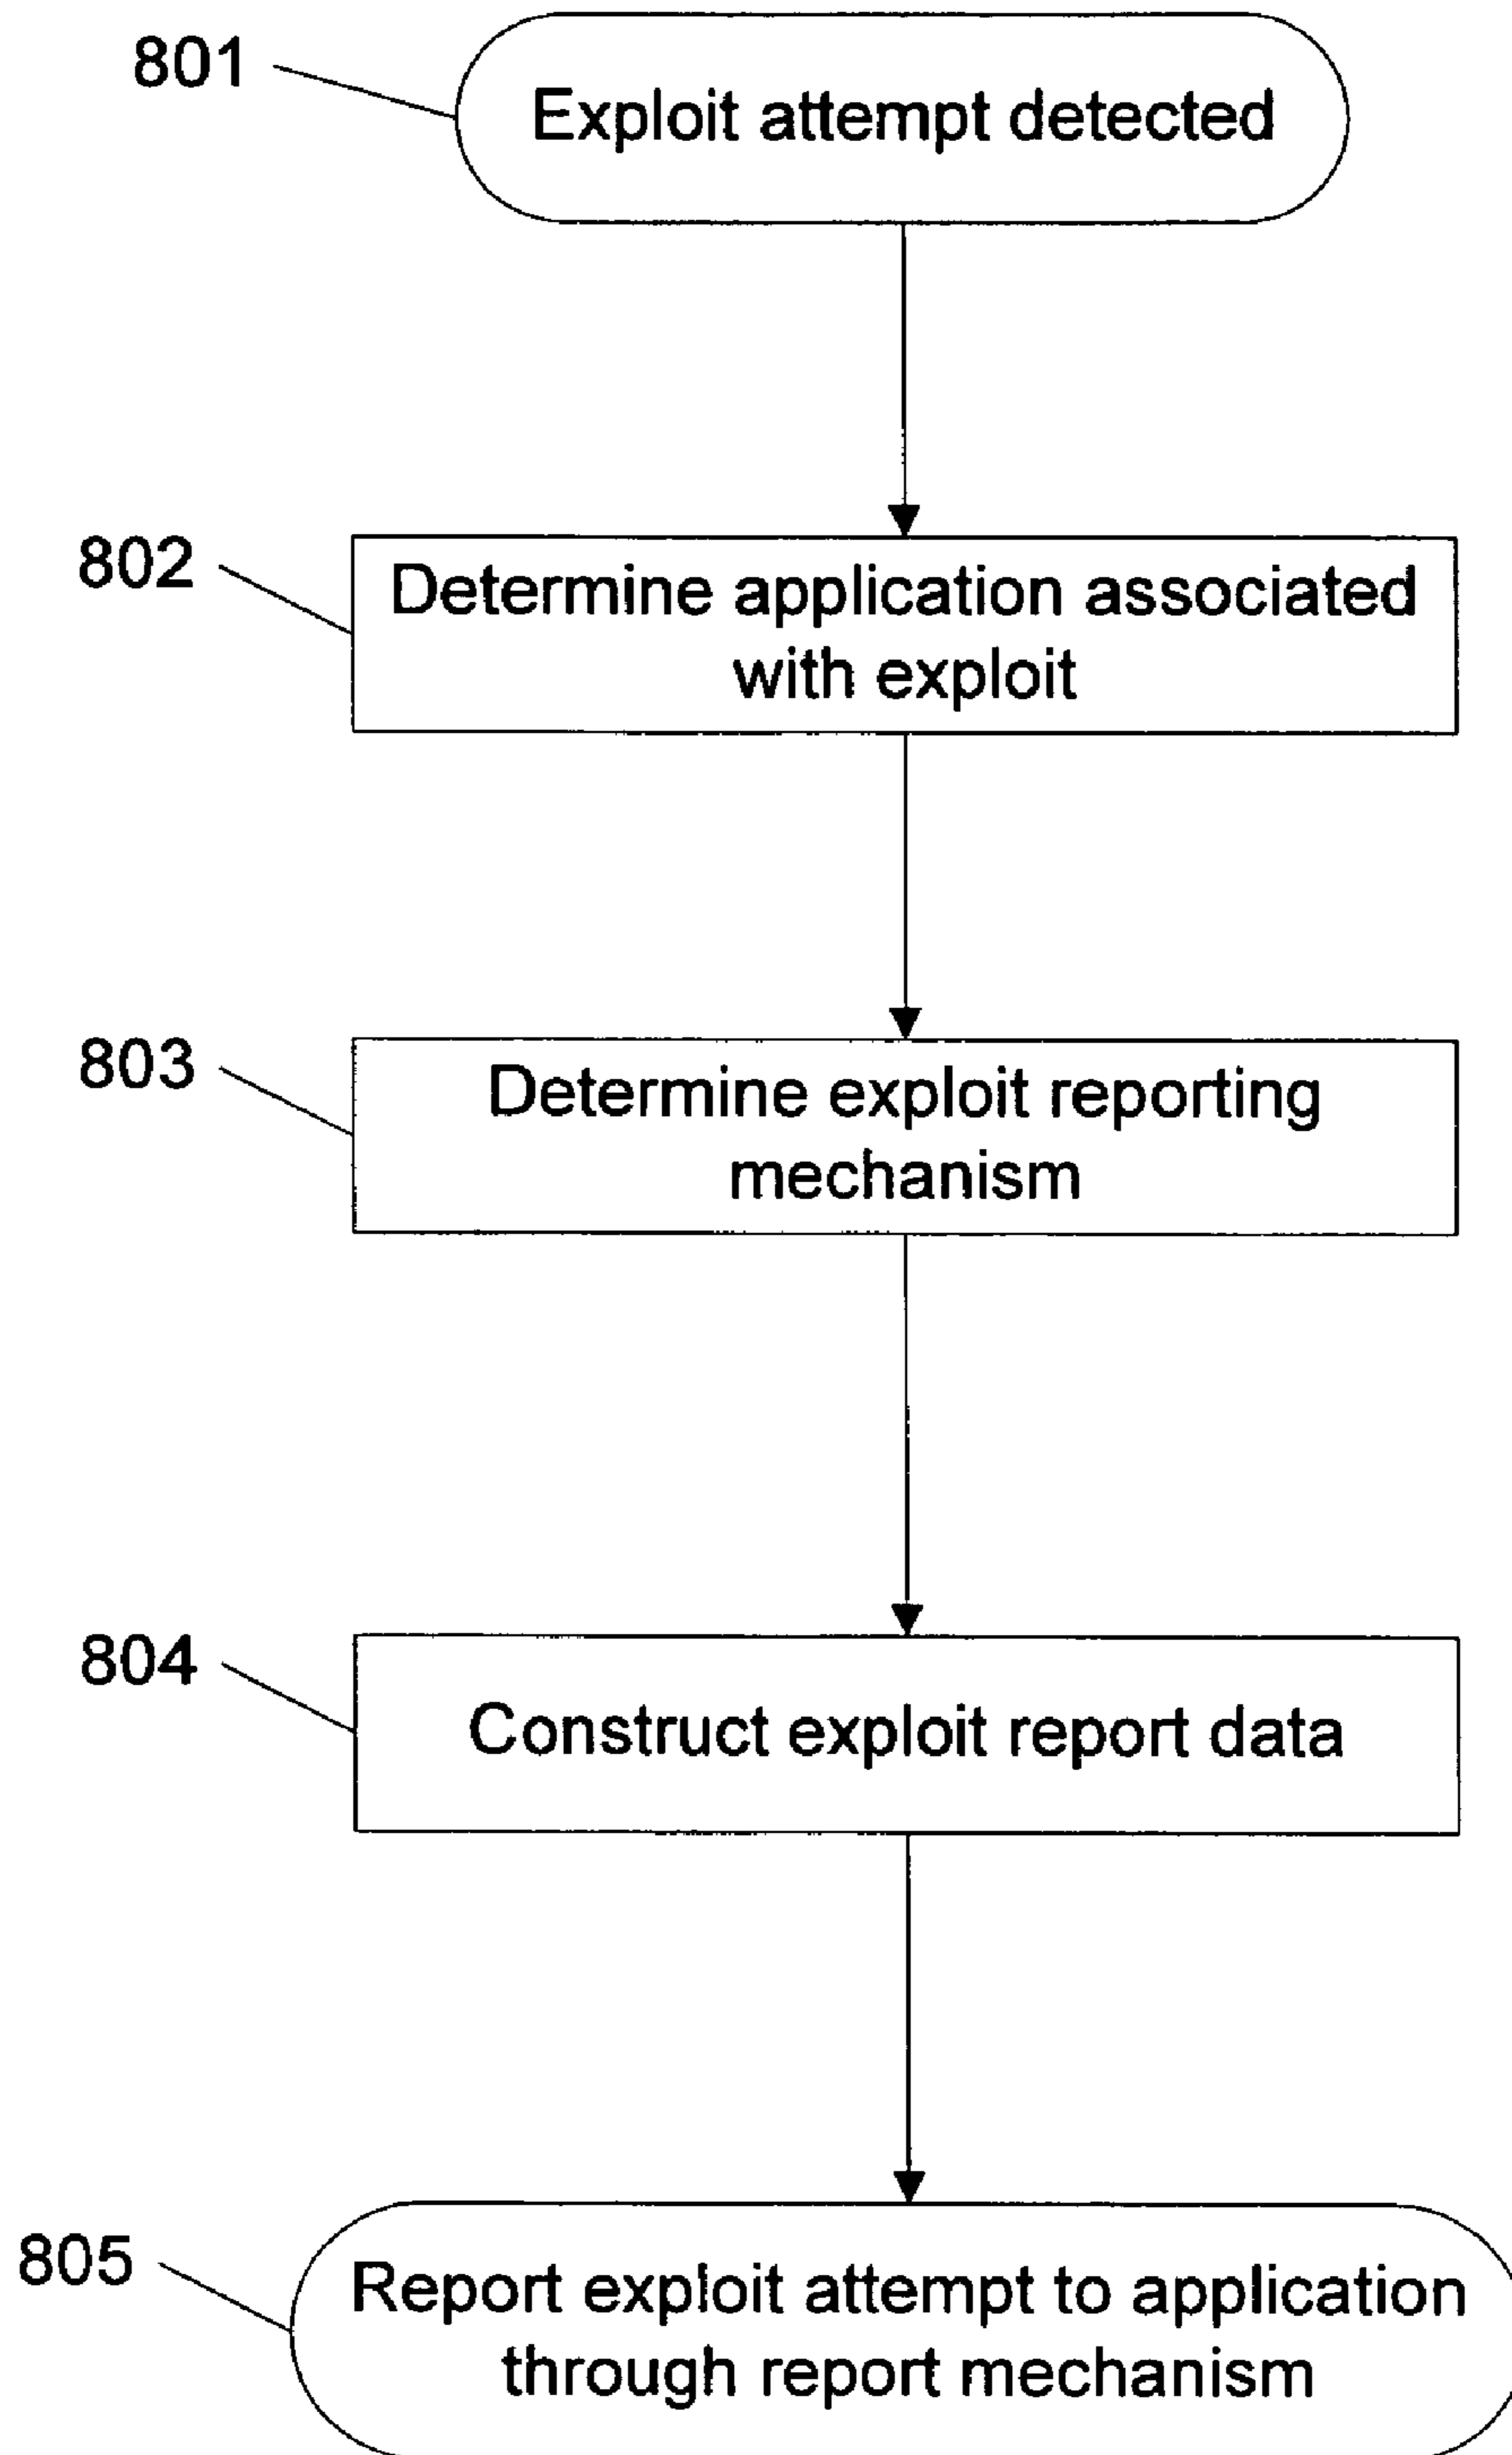 801
Exploit attempt detected
802
Determine application associated
with exploit
803
Determine exploit reporting
mechanism
804
Construct exploit report data
805
Report exploit attempt to application
through report mechanism